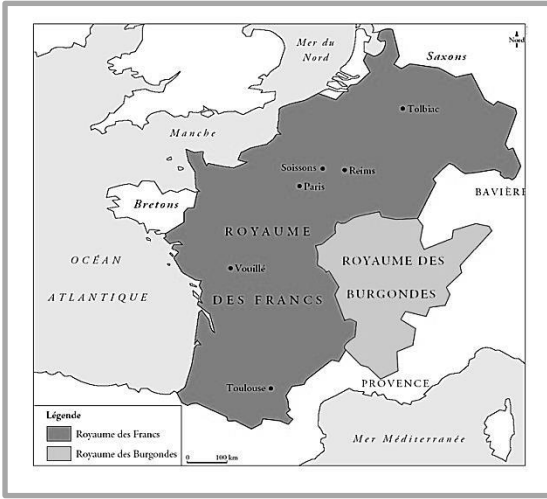 Mer du
Nord
Nord
Saxons
Tolbiac
Manche
Soissons
Reims
Paris
BAVIÈRE
Bretons
ROYAUME
ROYAUME DES
OCÉAN
BURGONDES
Vouillé
ATLANTIQUE
DES FRANCS
Toulouse
PROVENCE
Légende
Royaume des Francs
Mer Méditerranée
Royaume des Burgondes
0 100 km